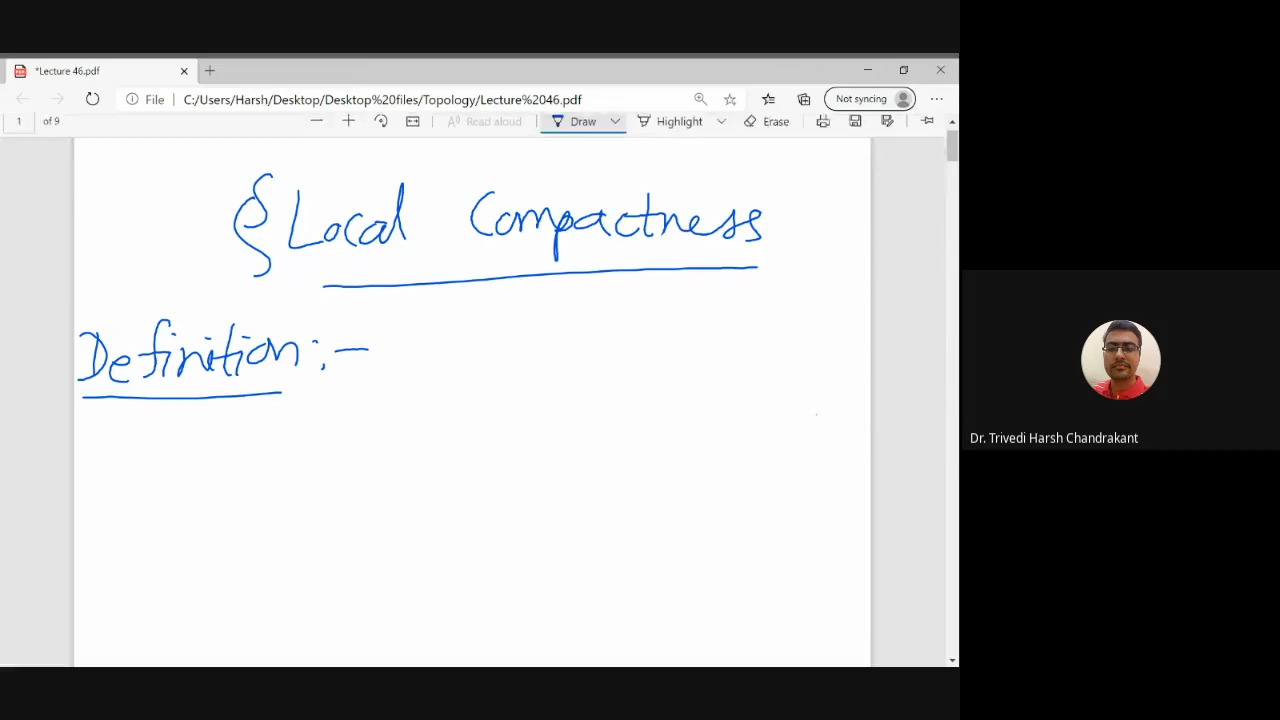 *Lecture 46.pdf
File | C:/Users/Harsh/Desktop/Desktop%20files/Topology/Lecture%2046.pdf
Not syncing
1 of 9
Read aloud
Draw
Highlight
Erase
§ Local Compactness
Definition :-
Dr. Trivedi Harsh Chandrakant